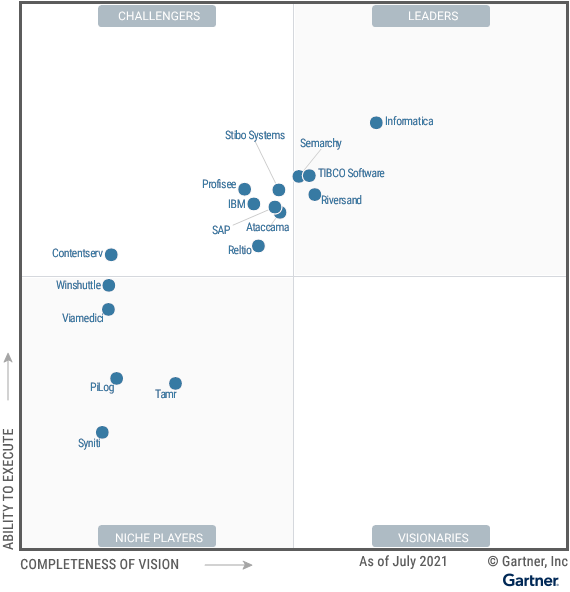 CHALLENGERS
LEADERS
Informatica
Stibo Systems
Semarchy
TIBCO Software
Profisee
IBM
Riversand
SAP
Ataccama
Reltio
Contentserv
Winshuttle
Viamedici
PiLog
Tamr
Syniti
ABILITY TO EXECUTE
NICHE PLAYERS
VISIONARIES
COMPLETENESS OF VISION
As of July 2021
© Gartner, Inc
Gartner